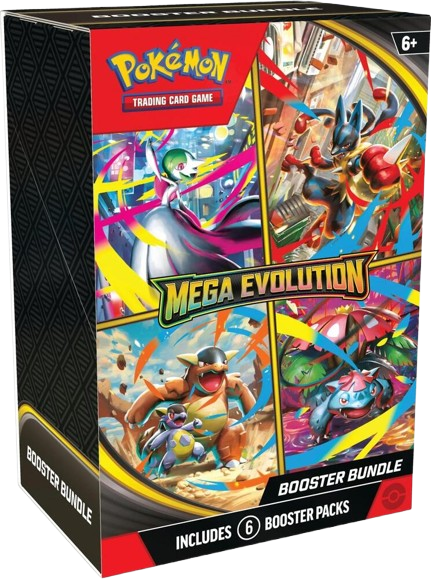 POKÉMON
TRADING CARD GAME
6+
MEGA EVOLUTION
BOOSTER BUNDLE
INCLUDES 6 BOOSTER PACKS
BOOSTER BUNDLE